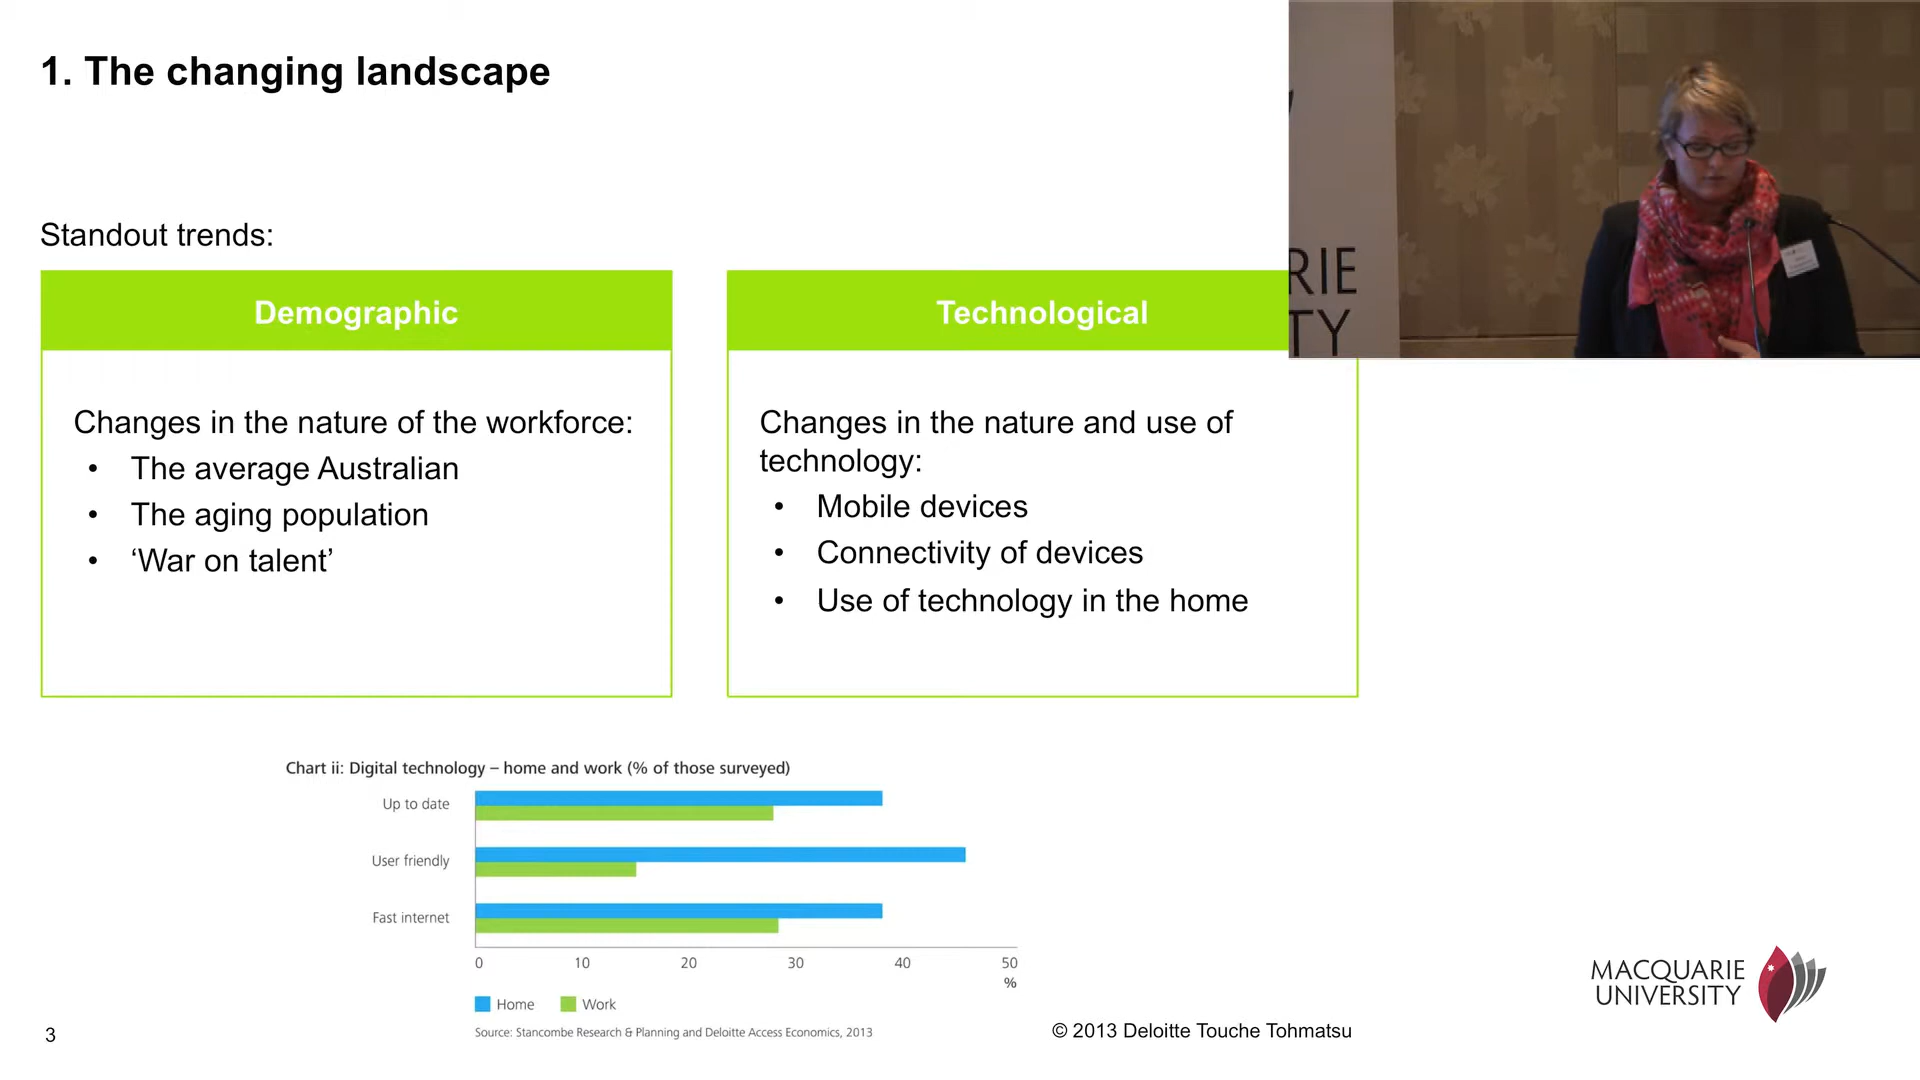 1. The changing landscape
Standout trends:
Demographic
Changes in the nature of the workforce:
• The average Australian
• The aging population
• ‘War on talent’
Technological
Changes in the nature and use of
technology:
• Mobile devices
• Connectivity of devices
• Use of technology in the home
RIE
TY
Chart ii: Digital technology – home and work (% of those surveyed)
Up to date
User friendly
Fast internet
0 10 20 30 40 50
%
Home Work
Source: Stancombe Research & Planning and Deloitte Access Economics, 2013
3
© 2013 Deloitte Touche Tohmatsu
MACQUARIE
UNIVERSITY